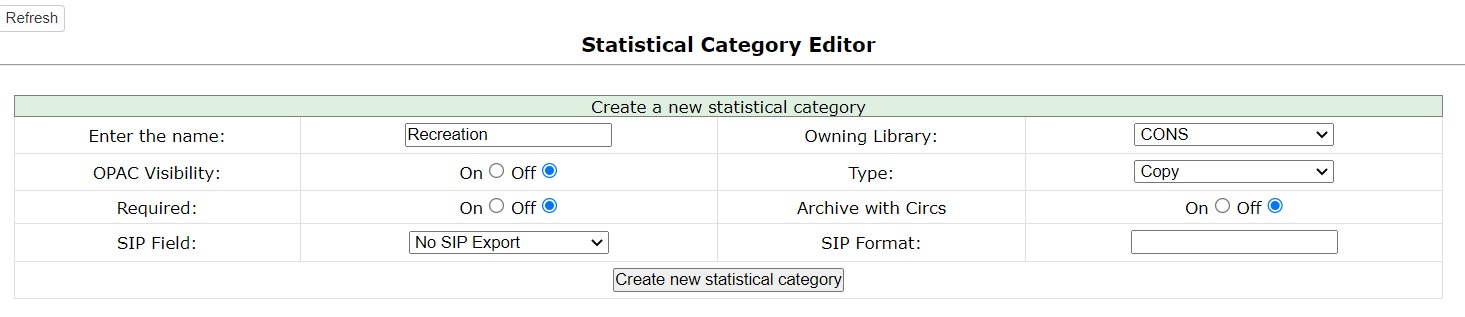 Refresh
Statistical Category Editor
Create a new statistical category
Enter the name: Recreation Owning Library: CONS
OPAC Visibility: On Off Type: Copy
Required: On Off Archive with Circs On Off
SIP Field: No SIP Export SIP Format:
Create new statistical category